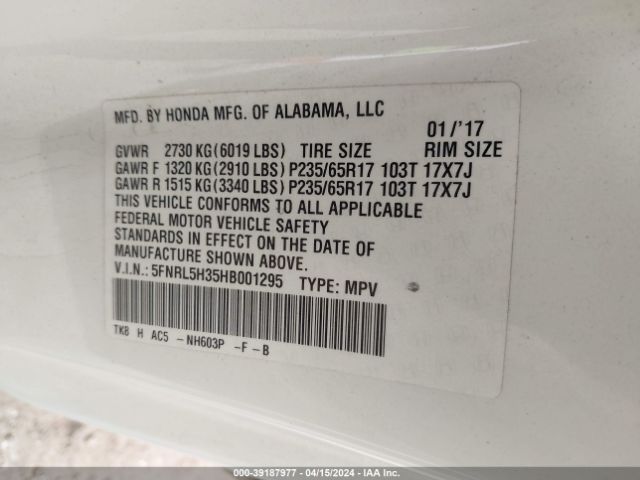 MFD. BY HONDA MFG. OF ALABAMA, LLC
01/'17
GVWR 2730 KG(6019 LBS) TIRE SIZE RIM SIZE
GAWR F 1320 KG(2910 LBS) P235/65R17 103T 17X7J
GAWR R 1515 KG(3340 LBS) P235/65R17 103T 17X7J
THIS VEHICLE CONFORMS TO ALL APPLICABLE
FEDERAL MOTOR VEHICLE SAFETY
STANDARDS IN EFFECT ON THE DATE OF
MANUFACTURE SHOWN ABOVE.
V.I.N.: 5FNRL5H35HB001295 TYPE: MPV
TK8 H AC5 -NH603P -F-B
000-39187977 - 04/15/2024 - IAA Inc.